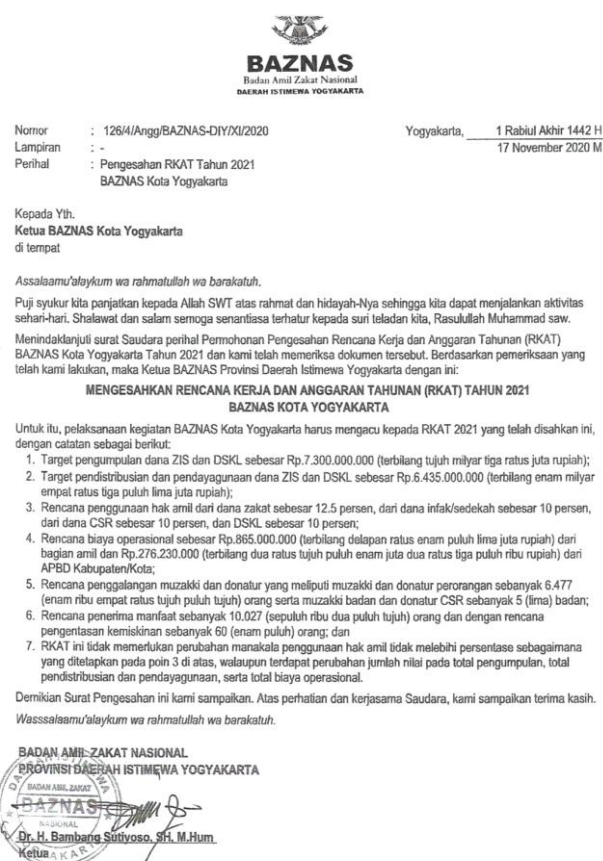 BAZNAS
Badan Amil Zakat Nasional
DAERAH ISTIMEWA YOGYAKARTA
Nomor : 126/4/Angg/BAZNAS-DIY/XI/2020
Yogyakarta, 1 Rabiul Akhir 1442 H
17 November 2020 M
Lampiran : -
Perihal : Pengesahan RKAT Tahun 2021
BAZNAS Kota Yogyakarta
Kepada Yth.
Ketua BAZNAS Kota Yogyakarta
di tempat
Assalaamu'alaykum wa rahmatullah wa barakatuh.
Puji syukur kita panjatkan kepada Allah SWT atas rahmat dan hidayah-Nya sehingga kita dapat menjalankan aktivitas
sehari-hari. Shalawat dan salam semoga senantiasa terhatur kepada suri teladan kita, Rasulullah Muhammad saw.
Menindaklanjuti surat Saudara perihal Permohonan Pengesahan Rencana Kerja dan Anggaran Tahunan (RKAT)
BAZNAS Kota Yogyakarta Tahun 2021 dan kami telah memeriksa dokumen tersebut. Berdasarkan pemeriksaan yang
telah kami lakukan, maka Ketua BAZNAS Provinsi Daerah Istimewa Yogyakarta dengan ini:
MENGESAHKAN RENCANA KERJA DAN ANGGARAN TAHUNAN (RKAT) TAHUN 2021
BAZNAS KOTA YOGYAKARTA
Untuk itu, pelaksanaan kegiatan BAZNAS Kota Yogyakarta harus mengacu kepada RKAT 2021 yang telah disahkan ini,
dengan catatan sebagai berikut:
1. Target pengumpulan dana ZIS dan DSKL sebesar Rp.7.300.000.000 (terbilang tujuh milyar tiga ratus juta rupiah);
2. Target pendistribusian dan pendayagunaan dana ZIS dan DSKL sebesar Rp.6.435.000.000 (terbilang enam milyar
empat ratus tiga puluh lima juta rupiah);
3. Rencana penggunaan hak amil dari dana zakat sebesar 12.5 persen, dari dana infak/sedekah sebesar 10 persen,
dari dana CSR sebesar 10 persen, dan DSKL sebesar 10 persen;
4. Rencana biaya operasional sebesar Rp.865.000.000 (terbilang delapan ratus enam puluh lima juta rupiah) dari
bagian amil dan Rp.276.230.000 (terbilang dua ratus tujuh puluh enam juta dua ratus tiga puluh ribu rupiah) dari
APBD Kabupaten/Kota;
5. Rencana penggalangan muzakki dan donatur yang meliputi muzakki dan donatur perorangan sebanyak 6.477
(enam ribu empat ratus tujuh puluh tujuh) orang serta muzakki badan dan donatur CSR sebanyak 5 (lima) badan;
6. Rencana penerima manfaat sebanyak 10.027 (sepuluh ribu dua puluh tujuh) orang dan dengan rencana
pengentasan kemiskinan sebanyak 60 (enam puluh) orang; dan
7. RKAT ini tidak memerlukan perubahan manakala penggunaan hak amil tidak melebihi persentase sebagaimana
yang ditetapkan pada poin 3 di atas, walaupun terdapat perubahan jumlah nilai pada total pengumpulan, total
pendistribusian dan pendayagunaan, serta total biaya operasional.
Demikian Surat Pengesahan ini kami sampaikan. Atas perhatian dan kerjasama Saudara, kami sampaikan terima kasih.
Wasssalaamu'alaykum wa rahmatullah wa barakatuh.
BADAN AMIL ZAKAT NASIONAL
PROVINSI DAERAH ISTIMEWA YOGYAKARTA
DAERAH ISTIMEWA
BADAN AMIL ZAKAT
BAZNAS
NASIONAL
YOGYAKARTA
Dr. H. Bambang Sutiyoso, SH, M.Hum
Ketua